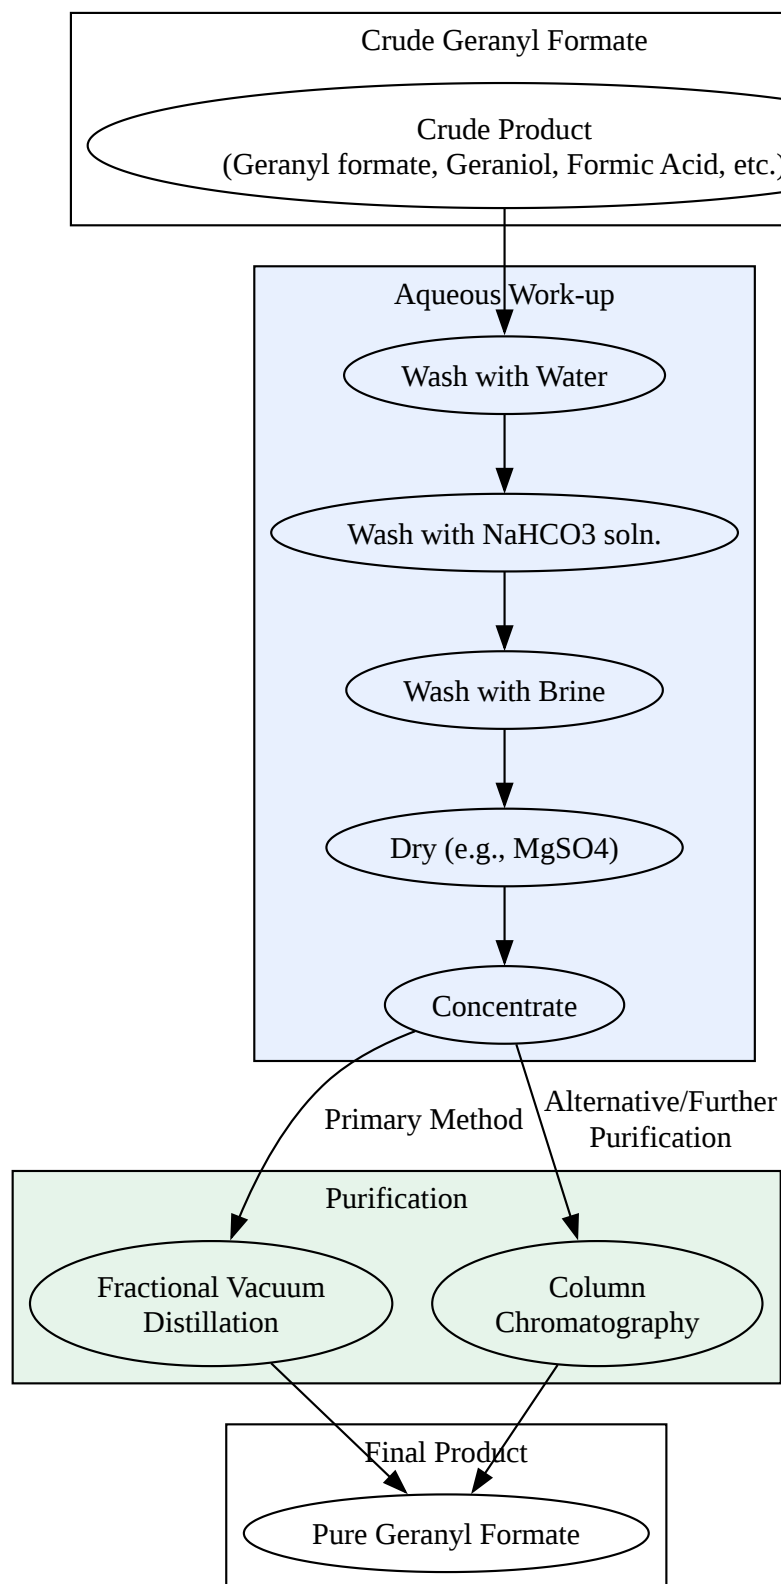 Crude Geranyl Formate
Crude Product
(Geranyl formate, Geraniol, Formic Acid, etc.)
Aqueous Work-up
Wash with Water
Wash with NaHCO3 soln.
Wash with Brine
Dry (e.g., MgSO4)
Concentrate
Primary Method
Alternative/Further
Purification
Purification
Fractional Vacuum
Distillation
Column
Chromatography
Final Product
Pure Geranyl Formate